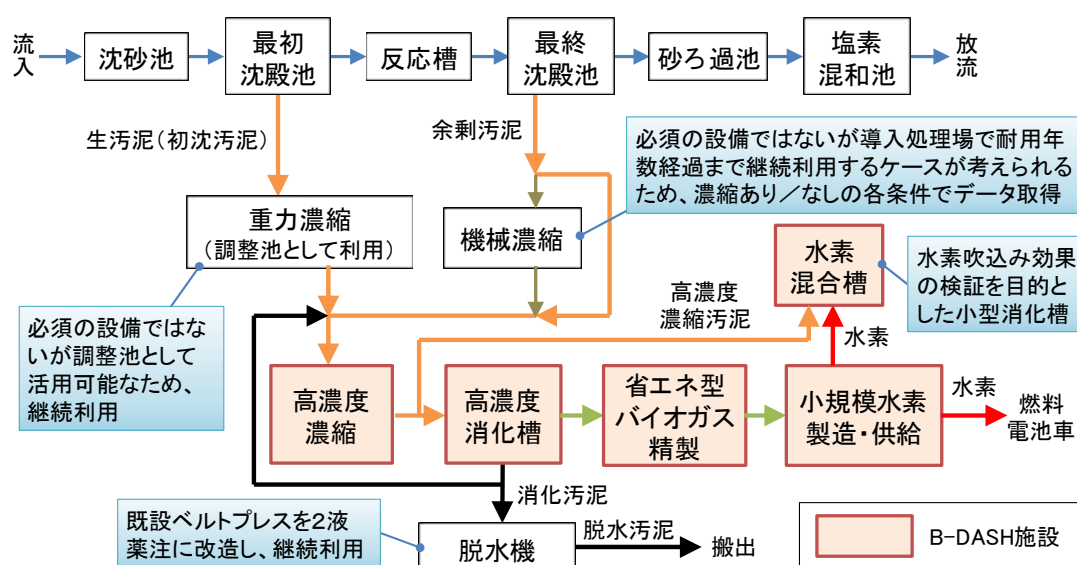 流
入
沈砂池
最初
沈殿池
反応槽
最終
沈殿池
砂ろ過池
塩素
混和池
放
流
生汚泥(初沈汚泥)
余剰汚泥
必須の設備ではないが導入処理場で耐用年
数経過まで継続利用するケースが考えられる
ため、濃縮あり/なしの各条件でデータ取得
重力濃縮
(調整池として利用)
機械濃縮
水素
混合槽
水素吹込み効果
の検証を目的と
した小型消化槽
高濃度
濃縮汚泥
必須の設備ではな
いが調整池として
活用可能なため、
継続利用
水素
高濃度
濃縮
高濃度
消化槽
省エネ型
バイオガス
精製
小規模水素
製造・供給
水素
燃料
電池車
消化汚泥
既設ベルトプレスを2液
薬注に改造し、継続利用
脱水機
脱水汚泥
搬出
B-DASH施設